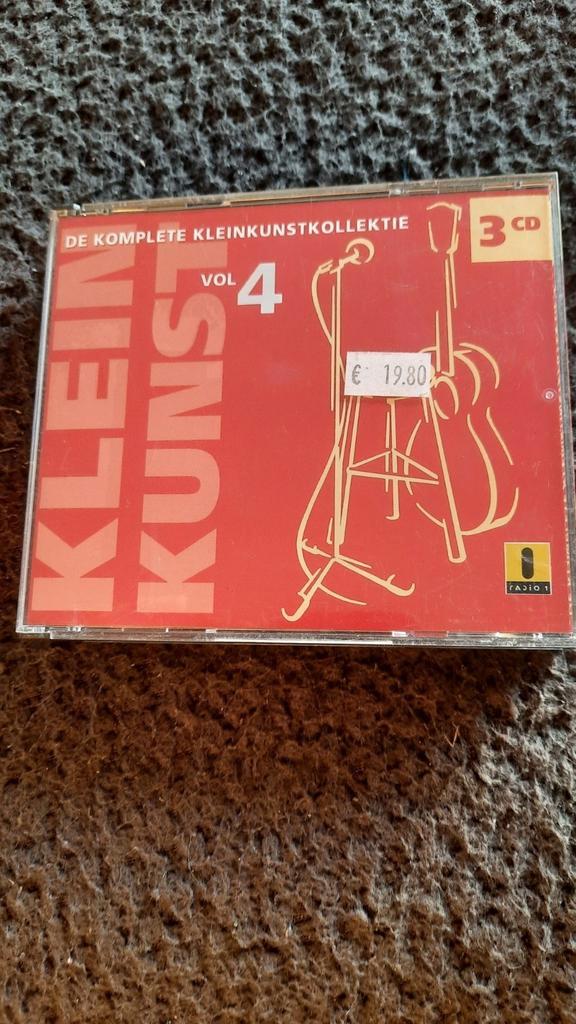 DE KOMPLETE KLEINKUNSTKOLLEKTIE
3 CD
VOL 4
KLEIN
KUNST
€ 19.80
radio 1